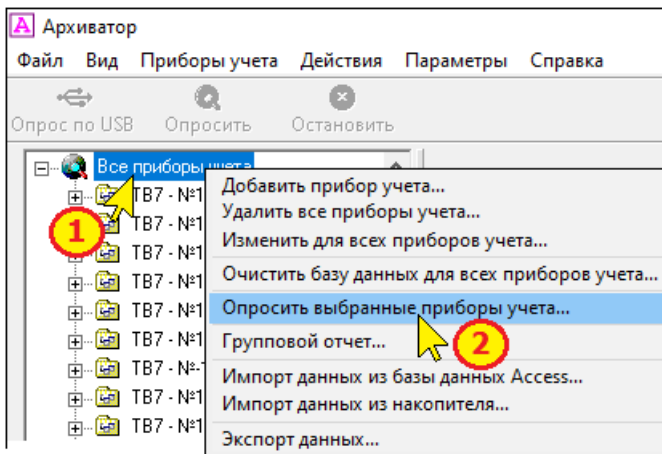 Архиватор
Файл Вид Приборы учета Действия Параметры Справка
Опрос по USB Опросить Остановить
Все приборы учета
ТВ7 - №1
ТВ7 - №1
ТВ7 - №1
ТВ7 - №1
ТВ7 - №1
ТВ7 - №1
ТВ7 - №-1
ТВ7 - №1
ТВ7 - №1
Добавить прибор учета...
Удалить все приборы учета...
Изменить для всех приборов учета...
Очистить базу данных для всех приборов учета...
Опросить выбранные приборы учета...
Групповой отчет...
Импорт данных из базы данных Access...
Импорт данных из накопителя...
Экспорт данных...
1
2